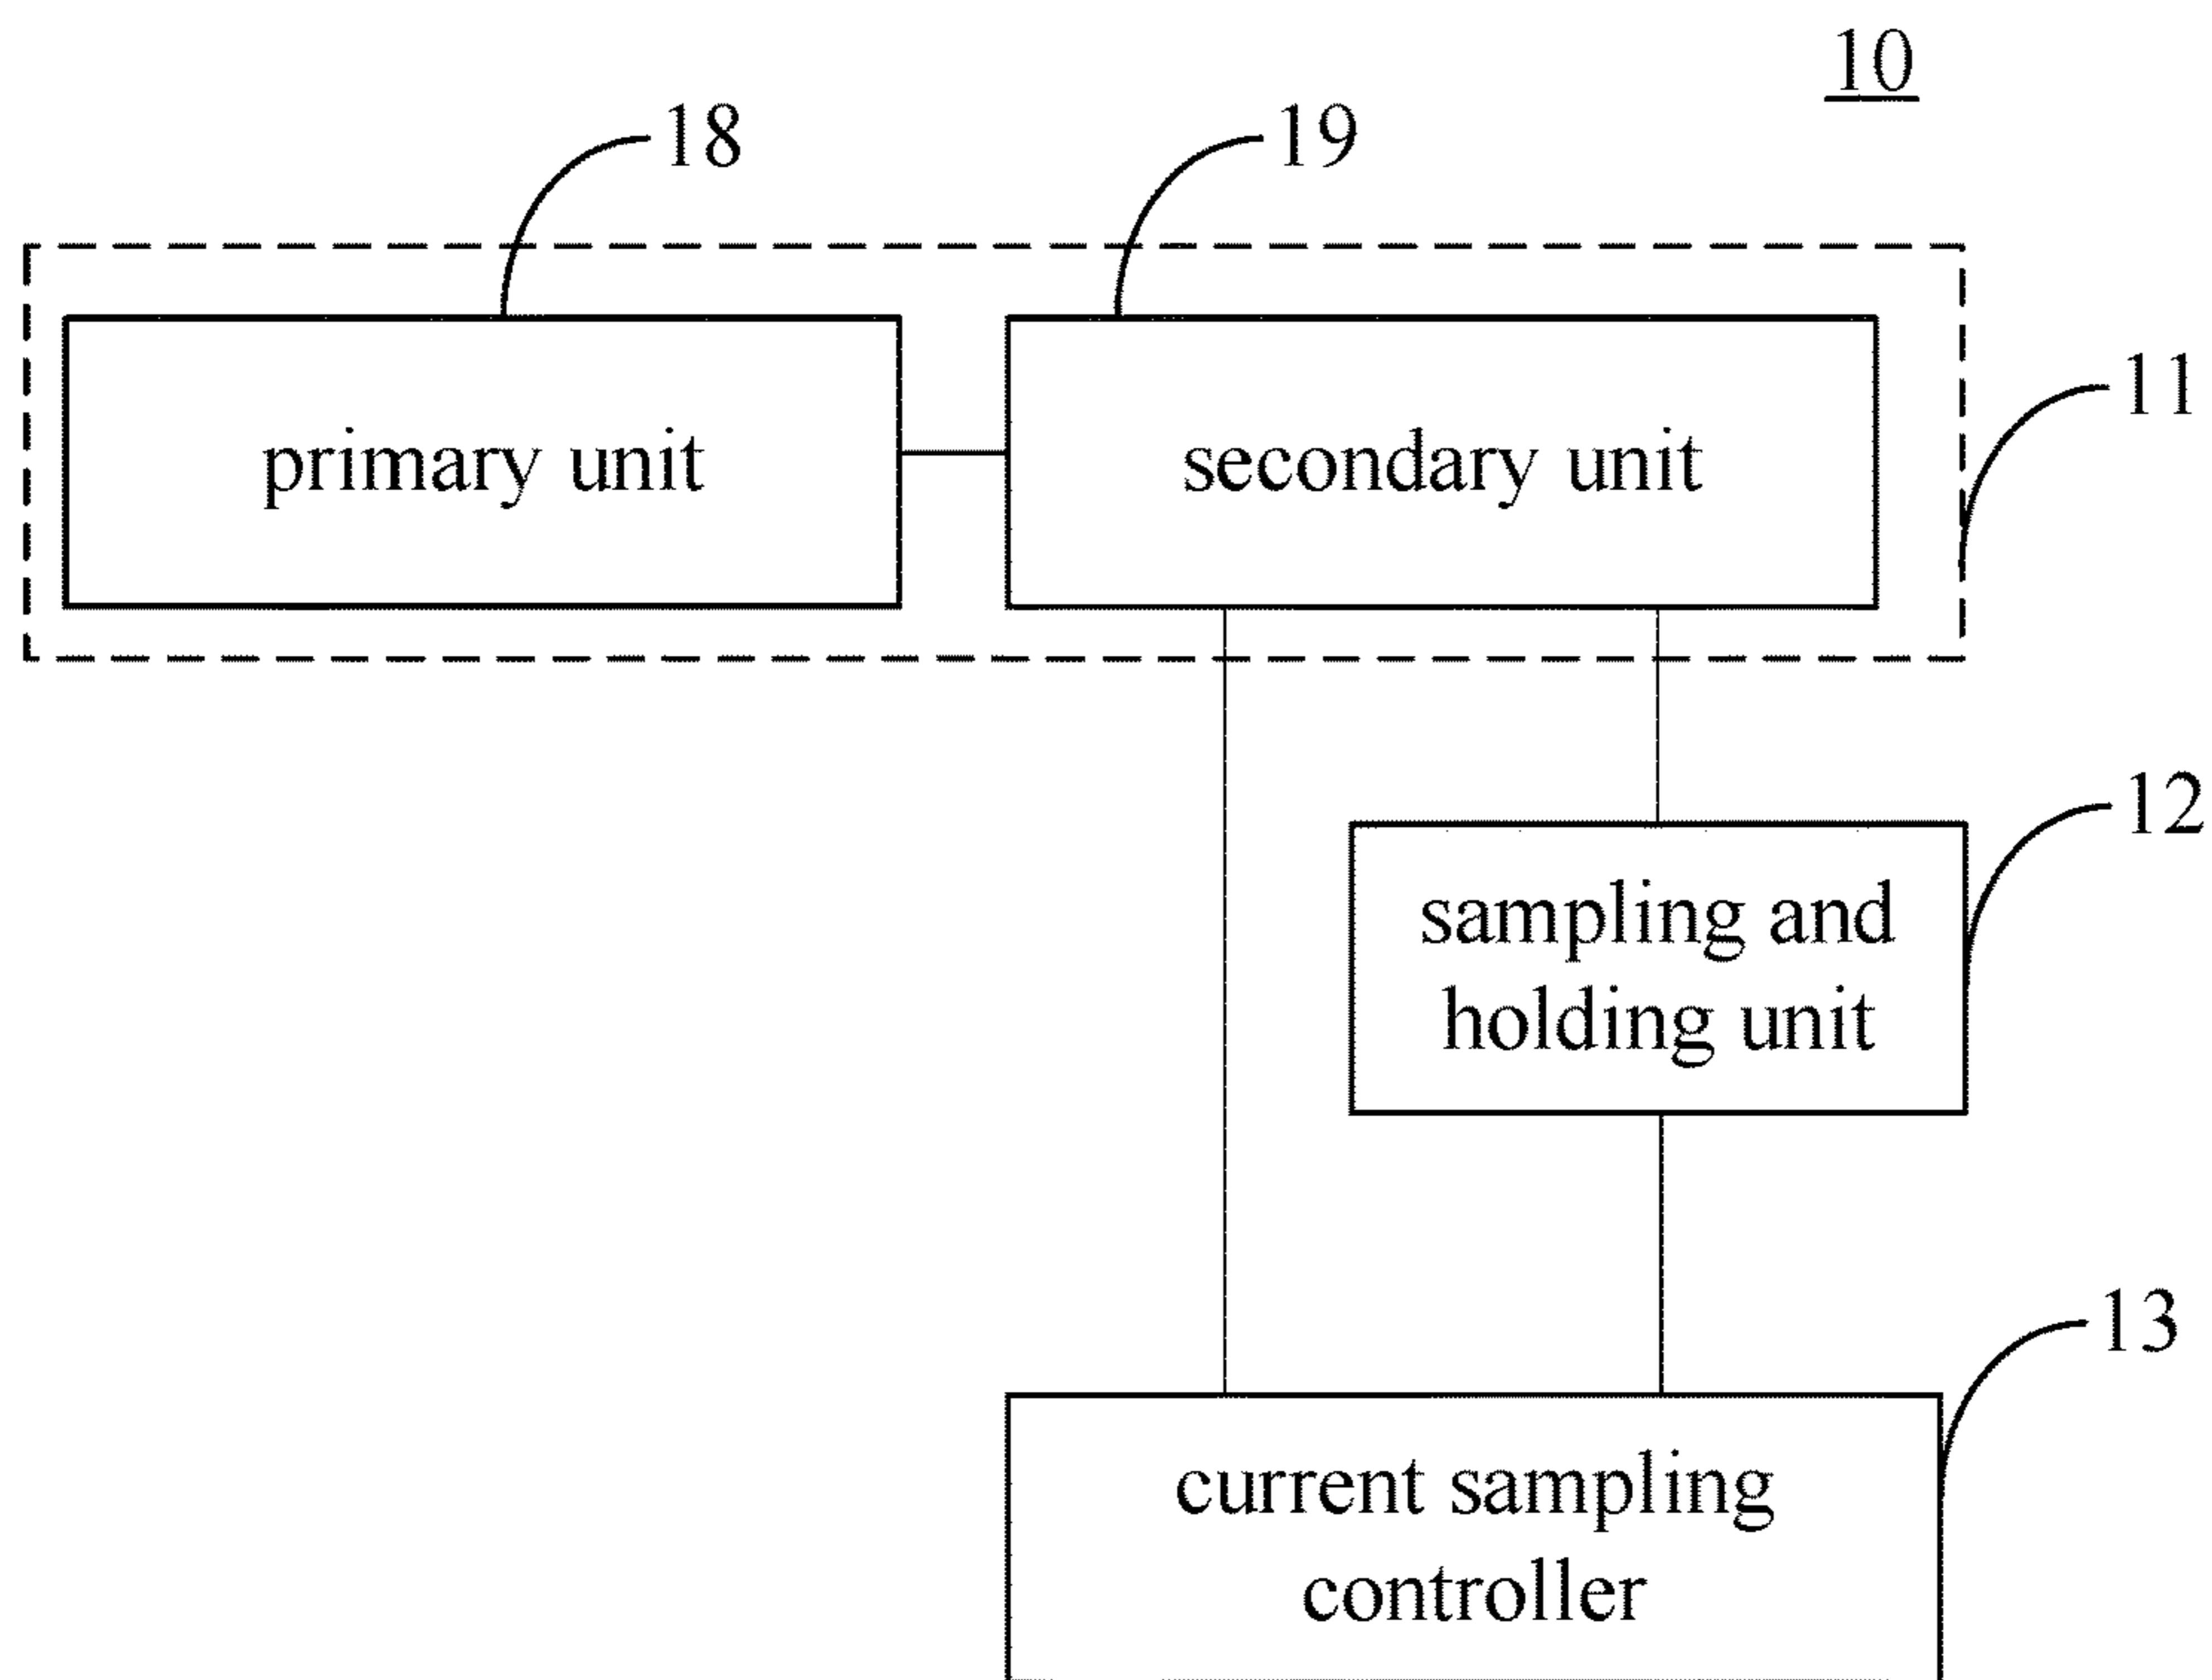 10
18
19
primary unit
secondary unit
11
12
sampling and
holding unit
13
current sampling
controller